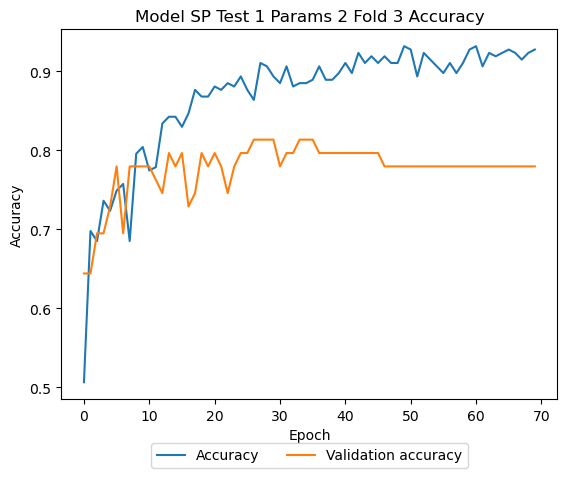 Model SP Test 1 Params 2 Fold 3 Accuracy
Accuracy
0.9
0.8
0.7
0.6
0.5
0 10 20 30 40 50 60 70
Epoch
Accuracy Validation accuracy